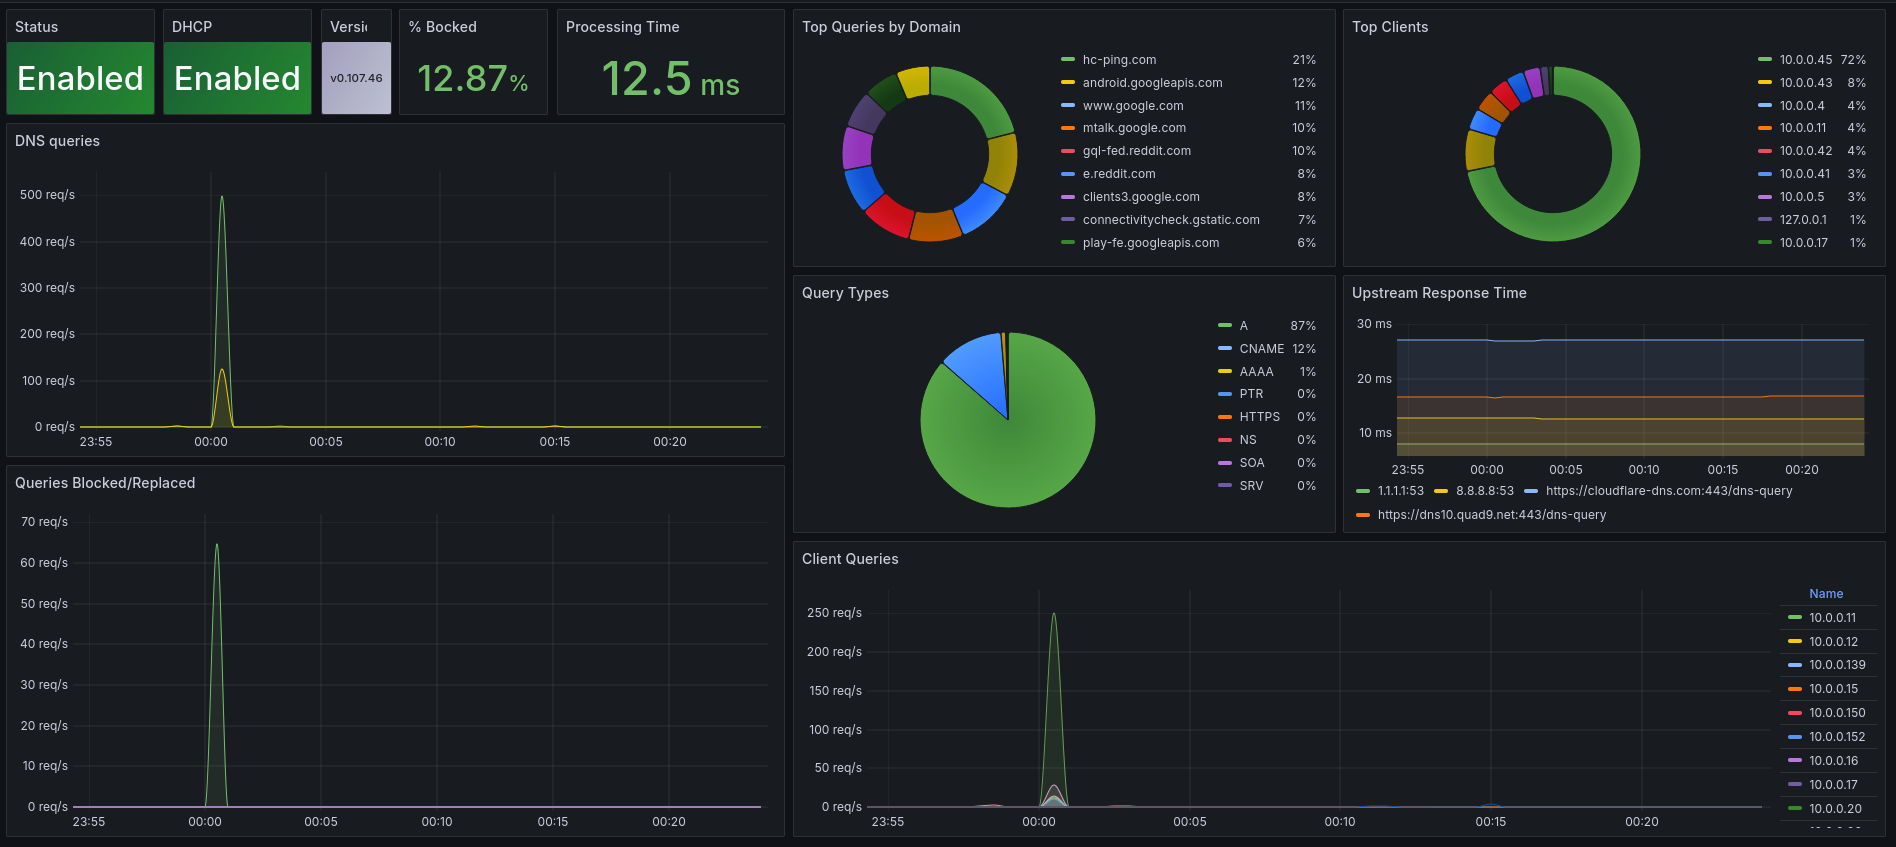 Status
Enabled
DHCP
Enabled
Versi
v0.107.46
% Bocked
12.87%
Processing Time
12.5 ms
DNS queries
500 req/s
400 req/s
300 req/s
200 req/s
100 req/s
0 req/s
23:55 00:00 00:05 00:10 00:15 00:20
Queries Blocked/Replaced
70 req/s
60 req/s
50 req/s
40 req/s
30 req/s
20 req/s
10 req/s
0 req/s
23:55 00:00 00:05 00:10 00:15 00:20
Top Queries by Domain
hc-ping.com 21%
android.googleapis.com 12%
www.google.com 11%
mtalk.google.com 10%
gql-fed.reddit.com 10%
e.reddit.com 8%
clients3.google.com 8%
connectivitycheck.gstatic.com 7%
play-fe.googleapis.com 6%
Top Clients
10.0.0.45 72%
10.0.0.43 8%
10.0.0.4 4%
10.0.0.11 4%
10.0.0.42 4%
10.0.0.41 3%
10.0.0.5 3%
127.0.0.1 1%
10.0.0.17 1%
Query Types
A 87%
CNAME 12%
AAAA 1%
PTR 0%
HTTPS 0%
NS 0%
SOA 0%
SRV 0%
Upstream Response Time
30 ms
20 ms
10 ms
23:55 00:00 00:05 00:10 00:15 00:20
1.1.1.1:53 8.8.8.8:53 https://cloudflare-dns.com:443/dns-query
https://dns10.quad9.net:443/dns-query
Client Queries
250 req/s
200 req/s
150 req/s
100 req/s
50 req/s
0 req/s
23:55 00:00 00:05 00:10 00:15 00:20
Name
10.0.0.11
10.0.0.12
10.0.0.139
10.0.0.15
10.0.0.150
10.0.0.152
10.0.0.16
10.0.0.17
10.0.0.20